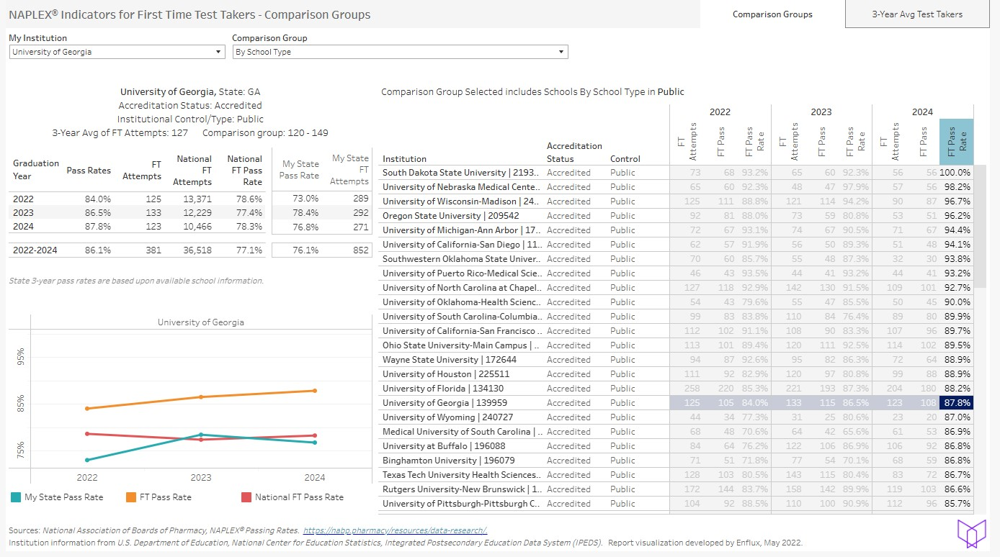 NAPLEX® Indicators for First Time Test Takers - Comparison Groups
Comparison Groups
3-Year Avg Test Takers
My Institution
Comparison Group
University of Georgia
By School Type
University of Georgia, State: GA
Accreditation Status: Accredited
Institutional Control/Type: Public
3-Year Avg of FT Attempts: 127 Comparison group: 120 - 149
Graduation Year Pass Rates FT Attempts National FT Attempts National FT Pass Rate My State Pass Rate My State FT Attempts
2022 84.0% 125 13,371 78.6% 73.0% 289
2023 86.5% 133 12,229 77.4% 78.4% 292
2024 87.8% 123 10,466 78.3% 76.8% 271
2022-2024 86.1% 381 36,518 77.1% 76.1% 852
State 3-year pass rates are based upon available school information.
University of Georgia
95%
85%
75%
2022 2023 2024
My State Pass Rate FT Pass Rate National FT Pass Rate
Comparison Group Selected includes Schools By School Type in Public
2022 2023 2024
Institution Accreditation Status Control FT Attempts FT Pass FT Pass Rate FT Attempts FT Pass FT Pass Rate FT Attempts FT Pass FT Pass Rate
South Dakota State University | 2193.. Accredited Public 73 68 93.2% 65 60 92.3% 56 56 100.0%
University of Nebraska Medical Cente.. Accredited Public 65 60 92.3% 48 47 97.9% 57 56 98.2%
University of Wisconsin-Madison | 24.. Accredited Public 125 111 88.8% 121 114 94.2% 90 87 96.7%
Oregon State University | 209542 Accredited Public 92 81 88.0% 73 59 80.8% 53 51 96.2%
University of Michigan-Ann Arbor | 17.. Accredited Public 72 67 93.1% 74 67 90.5% 71 67 94.4%
University of California-San Diego | 11.. Accredited Public 62 57 91.9% 56 50 89.3% 51 48 94.1%
Southwestern Oklahoma State Univer.. Accredited Public 70 60 85.7% 55 48 87.3% 32 30 93.8%
University of Puerto Rico-Medical Scie.. Accredited Public 46 43 93.5% 44 41 93.2% 44 41 93.2%
University of North Carolina at Chapel.. Accredited Public 127 118 92.9% 142 130 91.5% 109 101 92.7%
University of Oklahoma-Health Scienc.. Accredited Public 54 43 79.6% 55 47 85.5% 50 45 90.0%
University of South Carolina-Columbia.. Accredited Public 99 83 83.8% 110 84 76.4% 89 80 89.9%
University of California-San Francisco .. Accredited Public 112 102 91.1% 108 90 83.3% 107 96 89.7%
Ohio State University-Main Campus | .. Accredited Public 113 101 89.4% 120 111 92.5% 114 102 89.5%
Wayne State University | 172644 Accredited Public 94 87 92.6% 95 82 86.3% 72 64 88.9%
University of Houston | 225511 Accredited Public 111 92 82.9% 120 97 80.8% 99 88 88.9%
University of Florida | 134130 Accredited Public 258 220 85.3% 221 193 87.3% 204 180 88.2%
University of Georgia | 139959 Accredited Public 125 105 84.0% 133 115 86.5% 123 108 87.8%
University of Wyoming | 240727 Accredited Public 44 34 77.3% 31 25 80.6% 23 20 87.0%
Medical University of South Carolina | .. Accredited Public 68 48 70.6% 64 42 65.6% 61 53 86.9%
University at Buffalo | 196088 Accredited Public 84 64 76.2% 122 106 86.9% 106 92 86.8%
Binghamton University | 196079 Accredited Public 71 51 71.8% 77 54 70.1% 68 59 86.8%
Texas Tech University Health Sciences.. Accredited Public 128 103 80.5% 143 115 80.4% 83 72 86.7%
Rutgers University-New Brunswick | 1.. Accredited Public 172 144 83.7% 158 142 89.9% 119 103 86.6%
University of Pittsburgh-Pittsburgh C.. Accredited Public 104 92 88.5% 110 100 90.9% 112 96 85.7%
Sources: National Association of Boards of Pharmacy, NAPLEX® Passing Rates. https://nabp.pharmacy/resources/data-research/.
Institution information from U.S. Department of Education, National Center for Education Statistics, Integrated Postsecondary Education Data System (IPEDS). Report visualization developed by Enflux, May 2022.